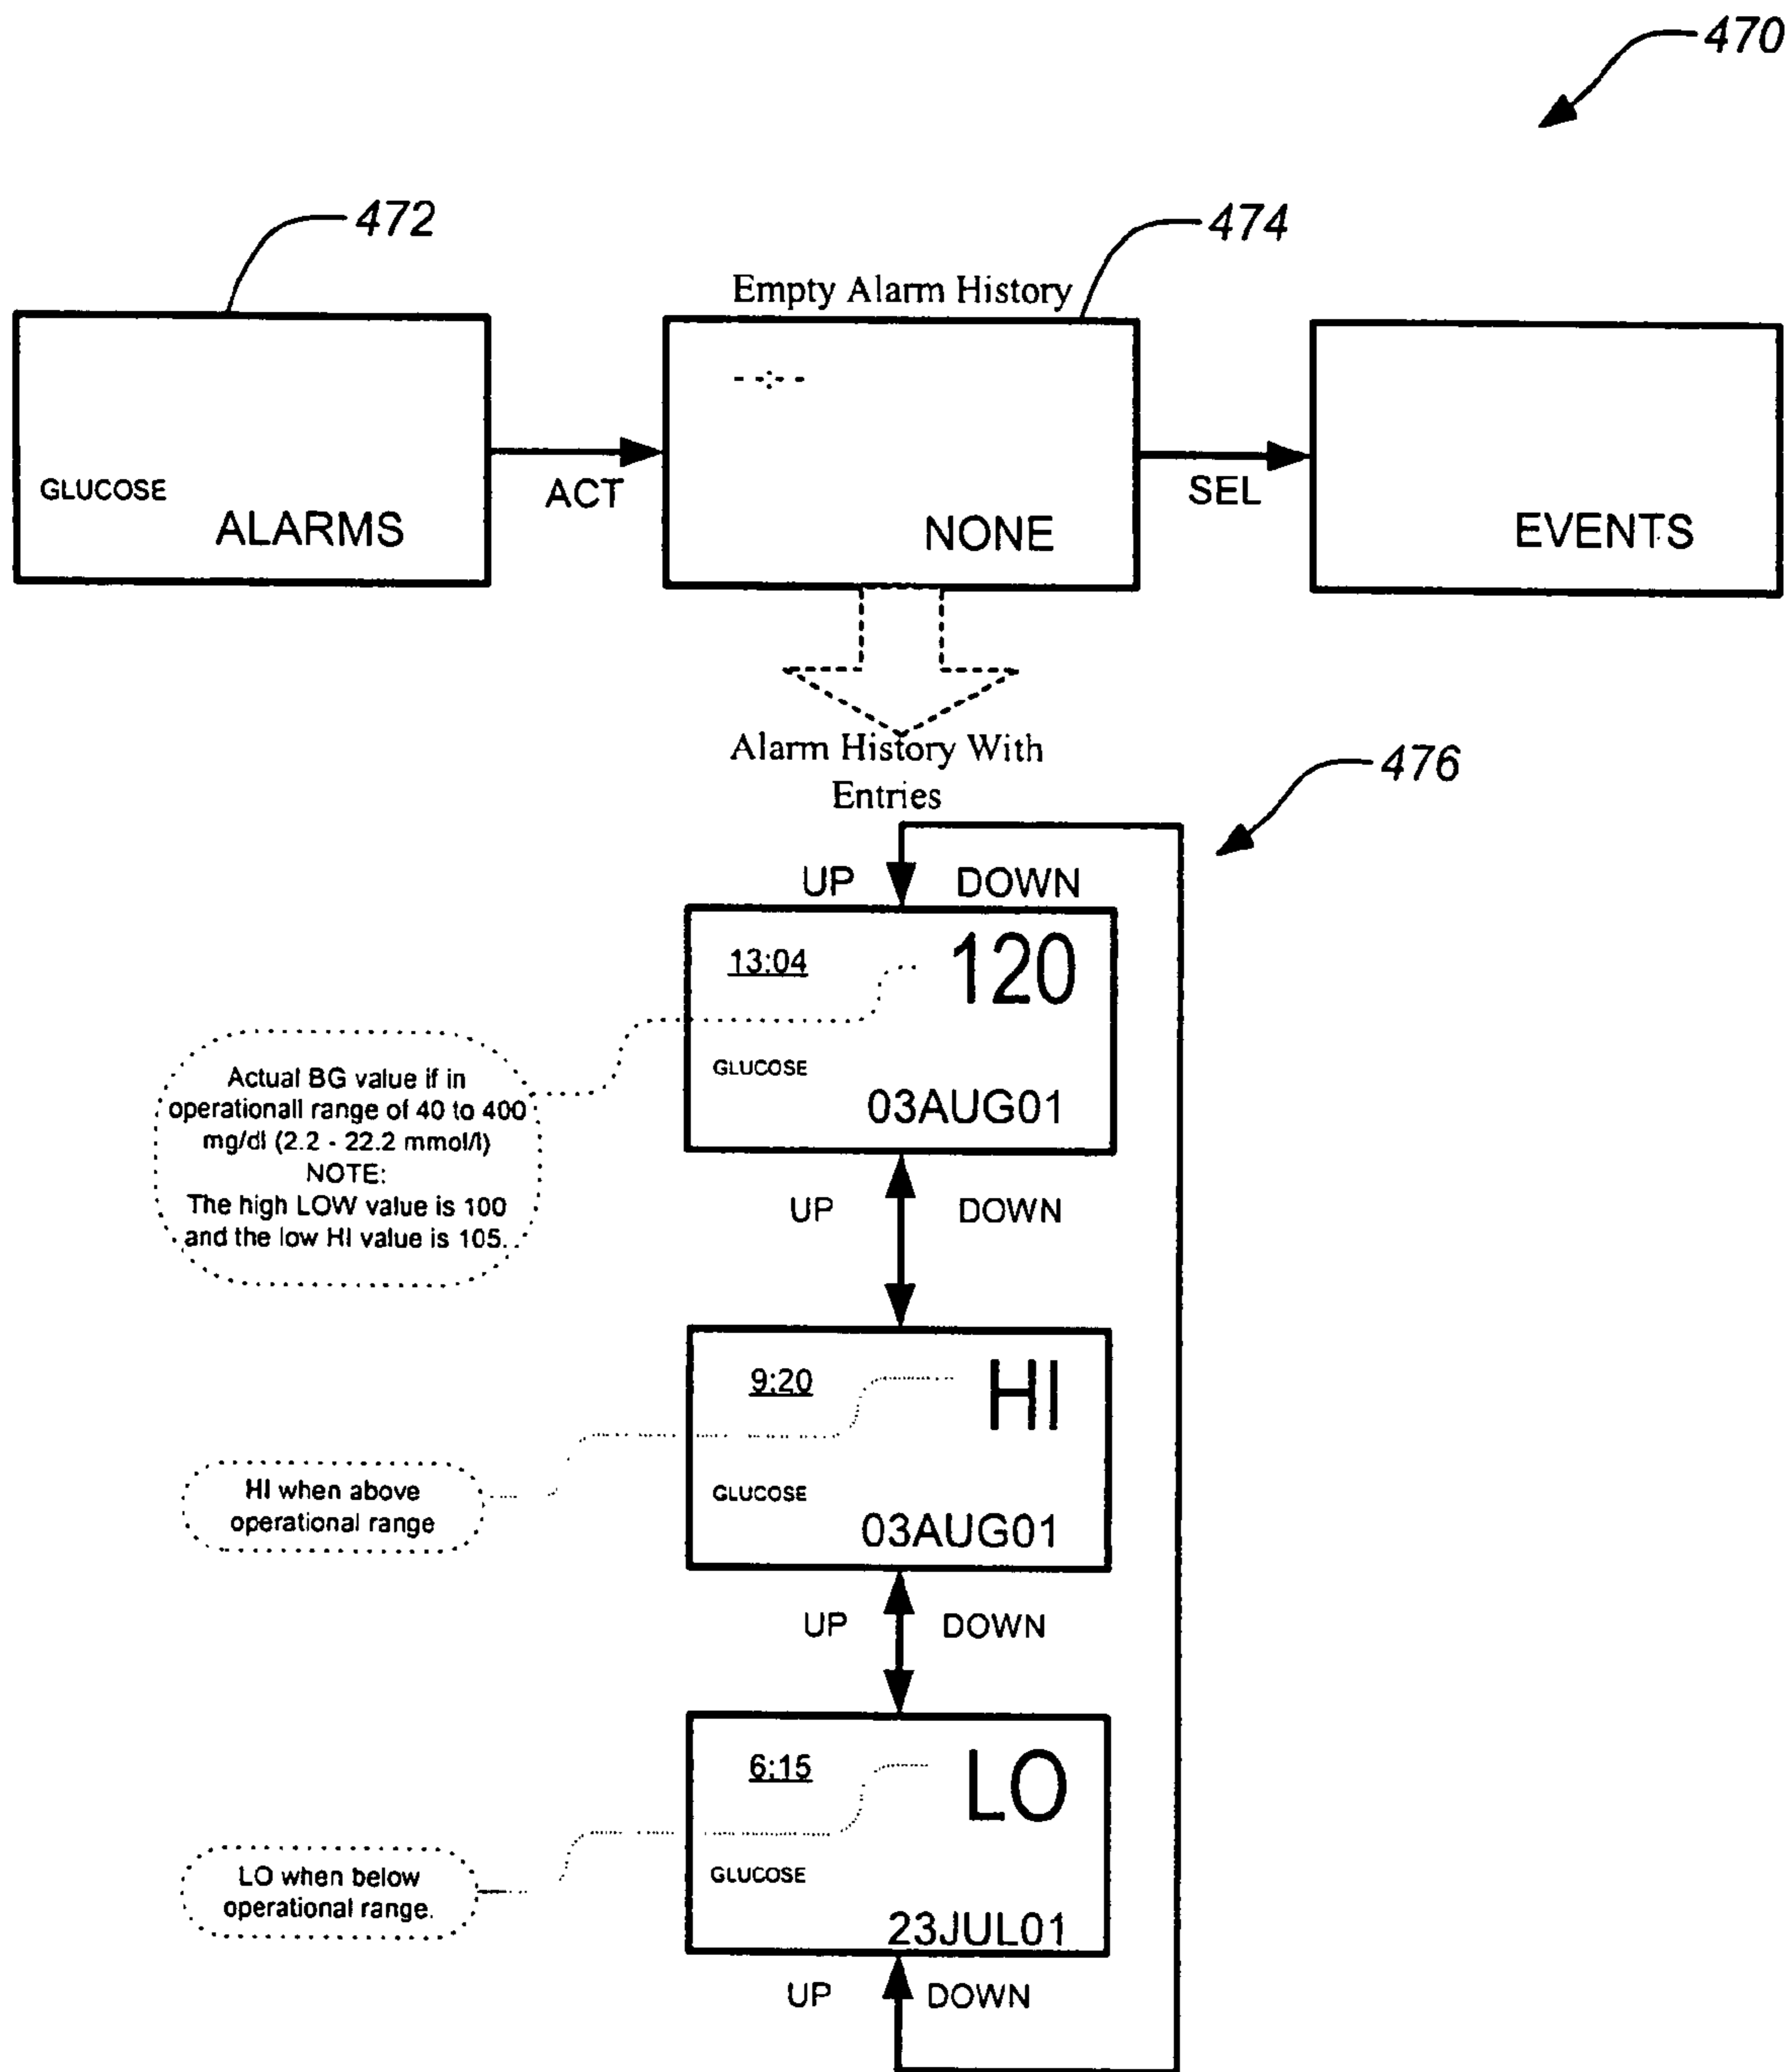 470
472
474
Empty Alarm History
GLUCOSE
ALARMS
ACT
--:--
NONE
SEL
EVENTS
Alarm History With
Entries
476
UP DOWN
13:04
120
GLUCOSE
03AUG01
Actual BG value if in
operationall range of 40 to 400
mg/dl (2.2 - 22.2 mmol/l)
NOTE:
The high LOW value is 100
and the low HI value is 105.
UP DOWN
9:20
HI
GLUCOSE
03AUG01
HI when above
operational range
UP DOWN
6:15
LO
GLUCOSE
23JUL01
LO when below
operational range.
UP DOWN